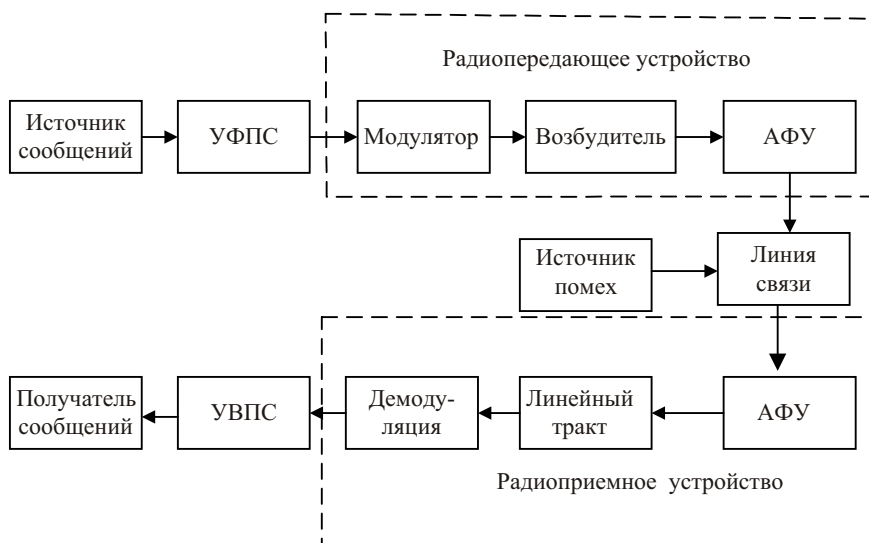 Радиопередающее устройство
Источник
сообщений
УФПС
Модулятор
Возбудитель
АФУ
Источник
помех
Линия
связи
Получатель
сообщений
УВПС
Демоду-
ляция
Линейный
тракт
АФУ
Радиоприемное устройство